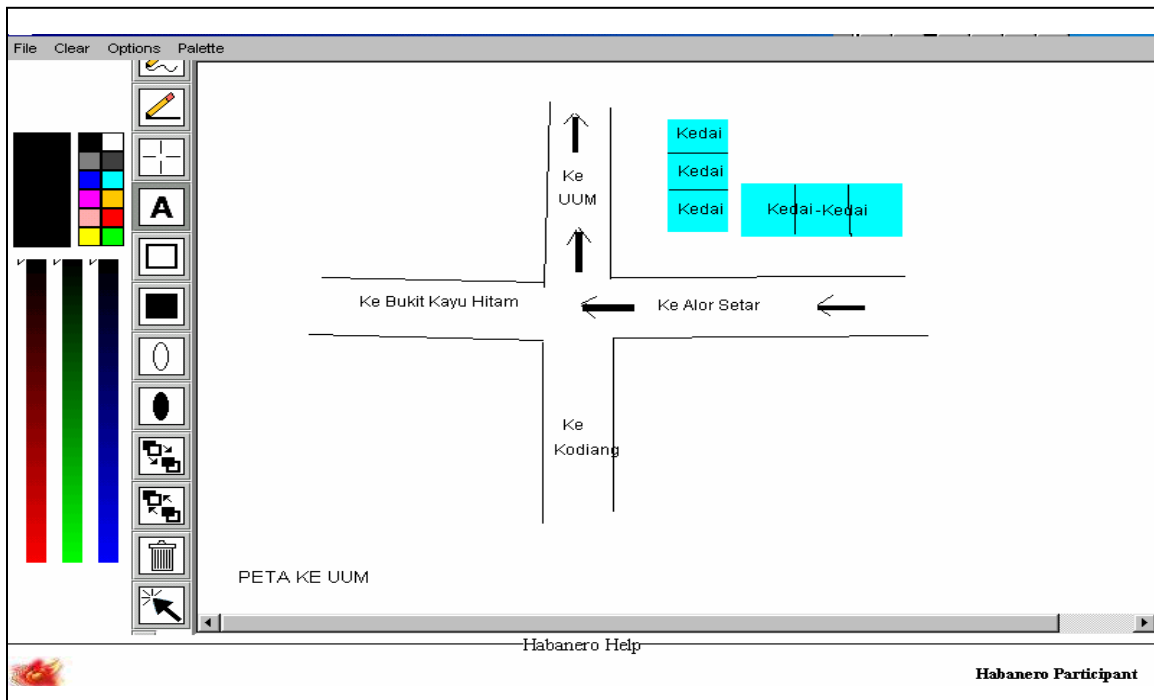 File Clear Options Palette
A
Kedai
Kedai
Kedai
Kedai-Kedai
Ke
UUM
Ke Bukit Kayu Hitam
Ke Alor Setar
Ke
Kodiang
PETA KE UUM
Habanero Help
Habanero Participant